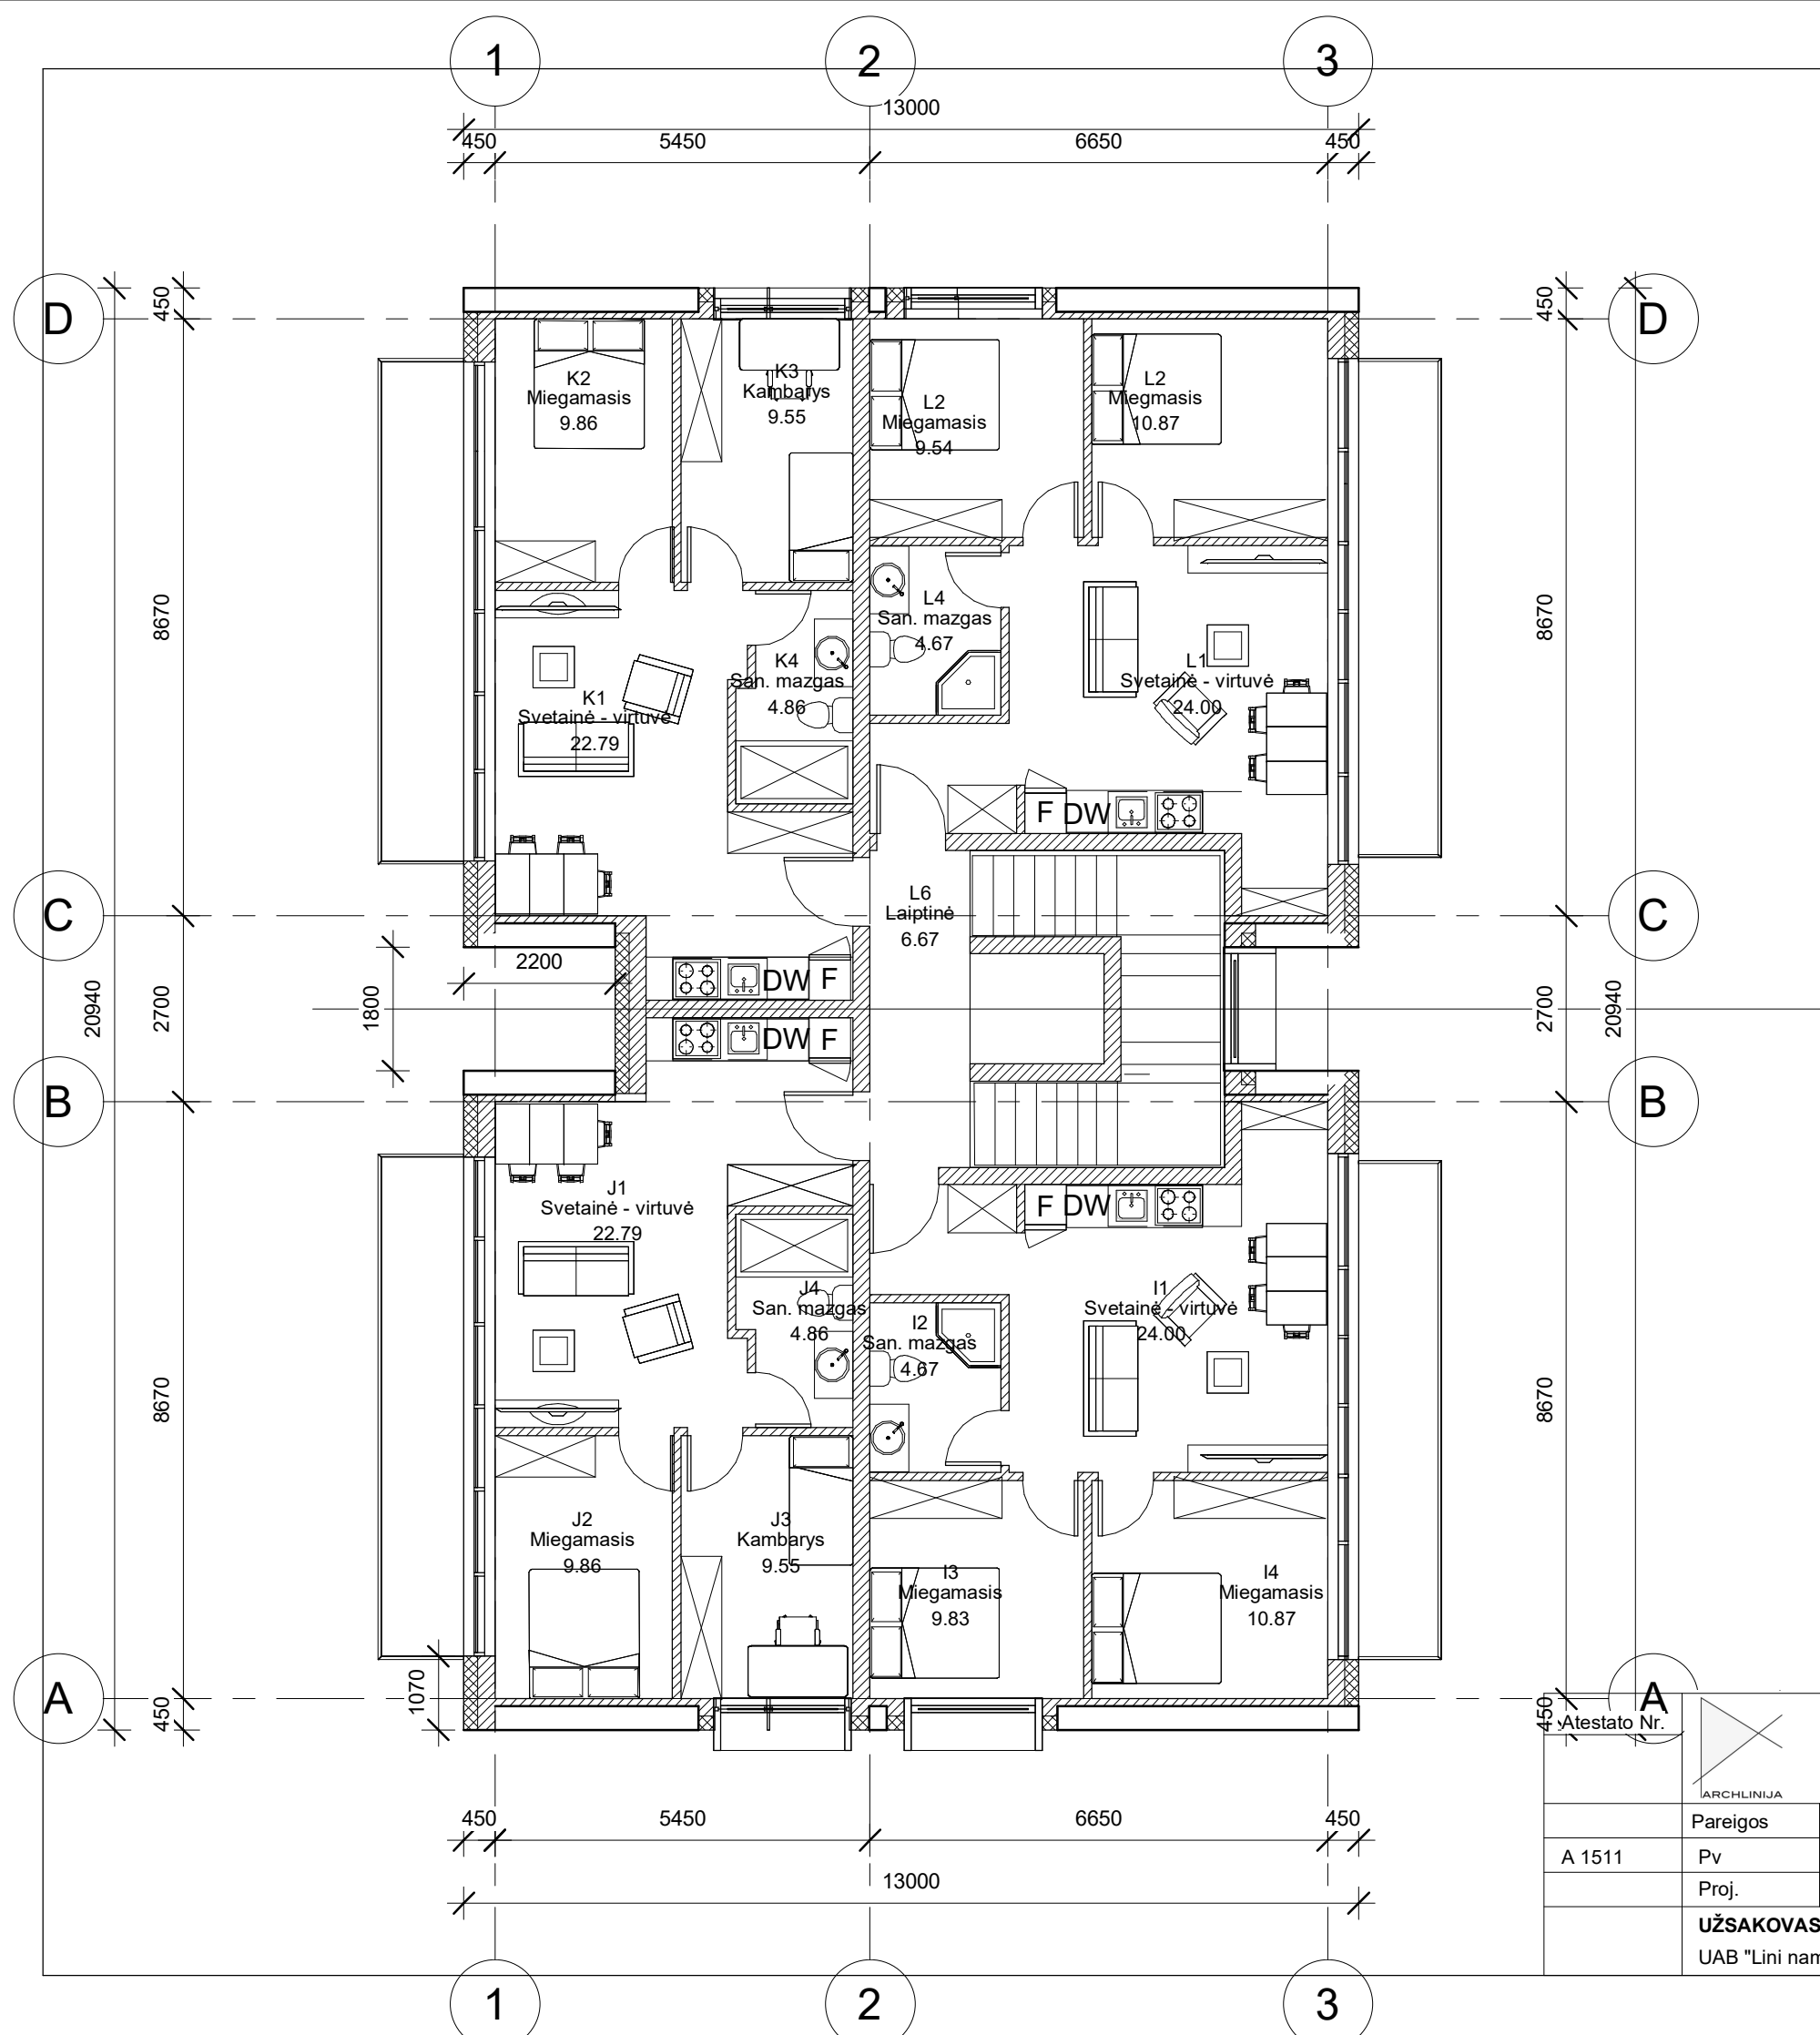 1
2
3
13000
450
5450
6650
450
D
450
450
D
K2
Miegamasis
9.86
K3
Kambarys
9.55
L2
Miegamasis
9.54
L2
Miegmasis
10.87
8670
8670
L4
San. mazgas
4.67
K4
San. mazgas
4.86
K1
Svetainė - virtuvė
22.79
L1
Svetainė - virtuvė
24.00
F
DW
C
C
L6
Laiptinė
6.67
2200
DW
F
20940
2700
1800
2700
20940
DW
F
B
B
J1
Svetainė - virtuvė
22.79
F
DW
J4
San. mazgas
4.86
I2
San. mazgas
4.67
I1
Svetainė - virtuvė
24.00
8670
8670
J2
Miegamasis
9.86
J3
Kambarys
9.55
I3
Miegamasis
9.83
I4
Miegamasis
10.87
1070
A
450
450
A
Atestato Nr.
ARCHLINIJA
Pareigos
A 1511
Pv
Proj.
UŽSAKOVAS
UAB "Lini nam
450
5450
6650
450
13000
1
2
3